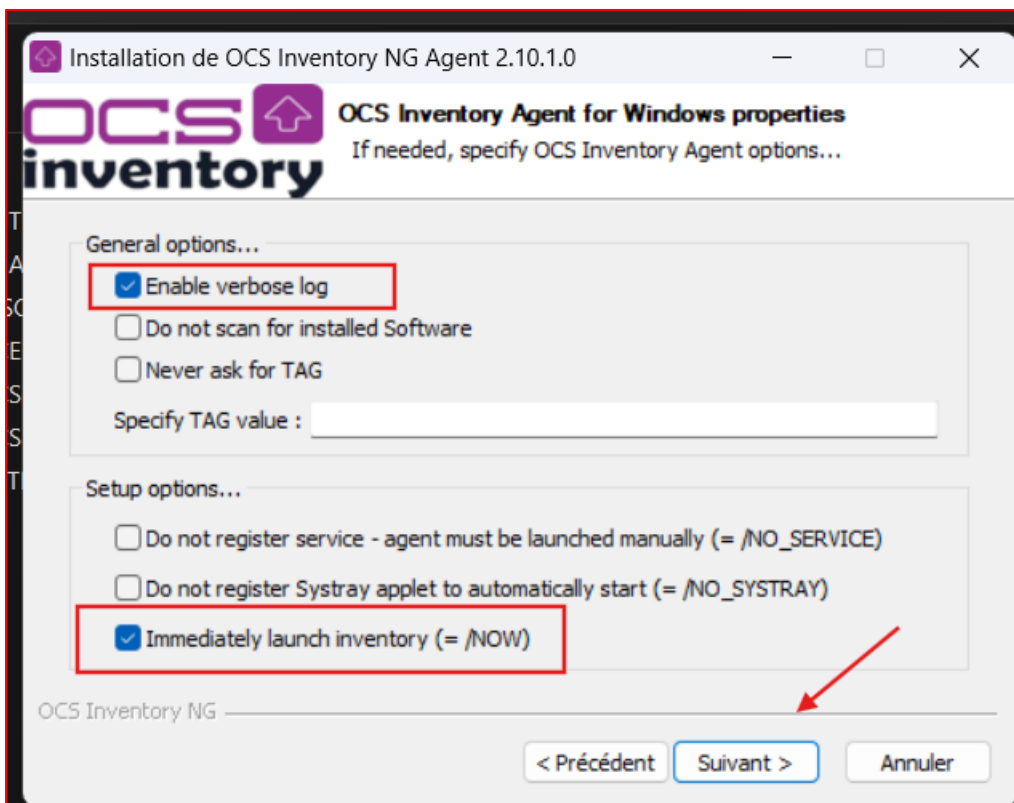 Installation de OCS Inventory NG Agent 2.10.1.0
OCS
inventory
OCS Inventory Agent for Windows properties
If needed, specify OCS Inventory Agent options...
General options...
Enable verbose log
Do not scan for installed Software
Never ask for TAG
Specify TAG value :
Setup options...
Do not register service - agent must be launched manually (= /NO_SERVICE)
Do not register Systray applet to automatically start (= /NO_SYSTRAY)
Immediately launch inventory (= /NOW)
OCS Inventory NG
< Précédent
Suivant >
Annuler